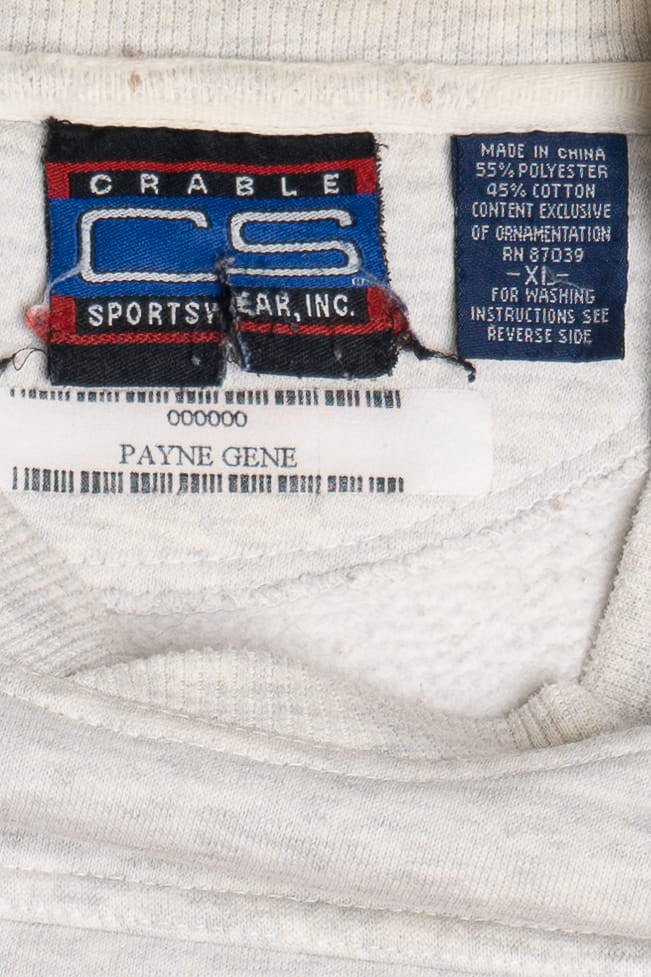 CRABLE
CS
SPORTSWEAR, INC.
MADE IN CHINA
55% POLYESTER
45% COTTON
CONTENT EXCLUSIVE
OF ORNAMENTATION
RN 87039
-XL-
FOR WASHING
INSTRUCTIONS SEE
REVERSE SIDE
000000
PAYNE GENE